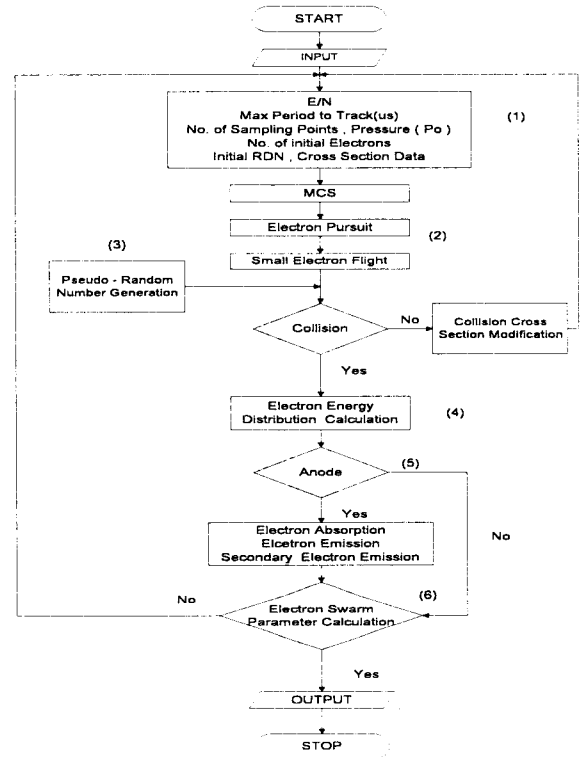 START
INPUT
E/N
Max Period to Track(us)
No. of Sampling Points , Pressure ( Po )
No. of initial Electrons
Initial RDN , Cross Section Data
(1)
MCS
Electron Pursuit
(2)
Small Electron Flight
(3)
Pseudo - Random
Number Generation
Collision
No
Collision Cross
Section Modification
Yes
Electron Energy
Distribution Calculation
(4)
Anode
(5)
Yes
Electron Absorption
Elcetron Emission
Secondary Electron Emission
No
No
Electron Swarm
Parameter Calculation
(6)
Yes
OUTPUT
STOP